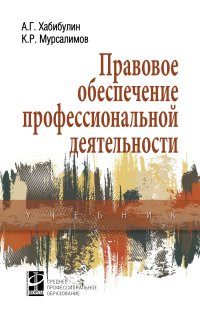 А.Г. Хабибулин
К.Р. Мурсалимов
Правовое
обеспечение
профессиональной
деятельности
УЧЕБНИК
СРЕДНЕЕ
ПРОФЕССИОНАЛЬНОЕ
ОБРАЗОВАНИЕ